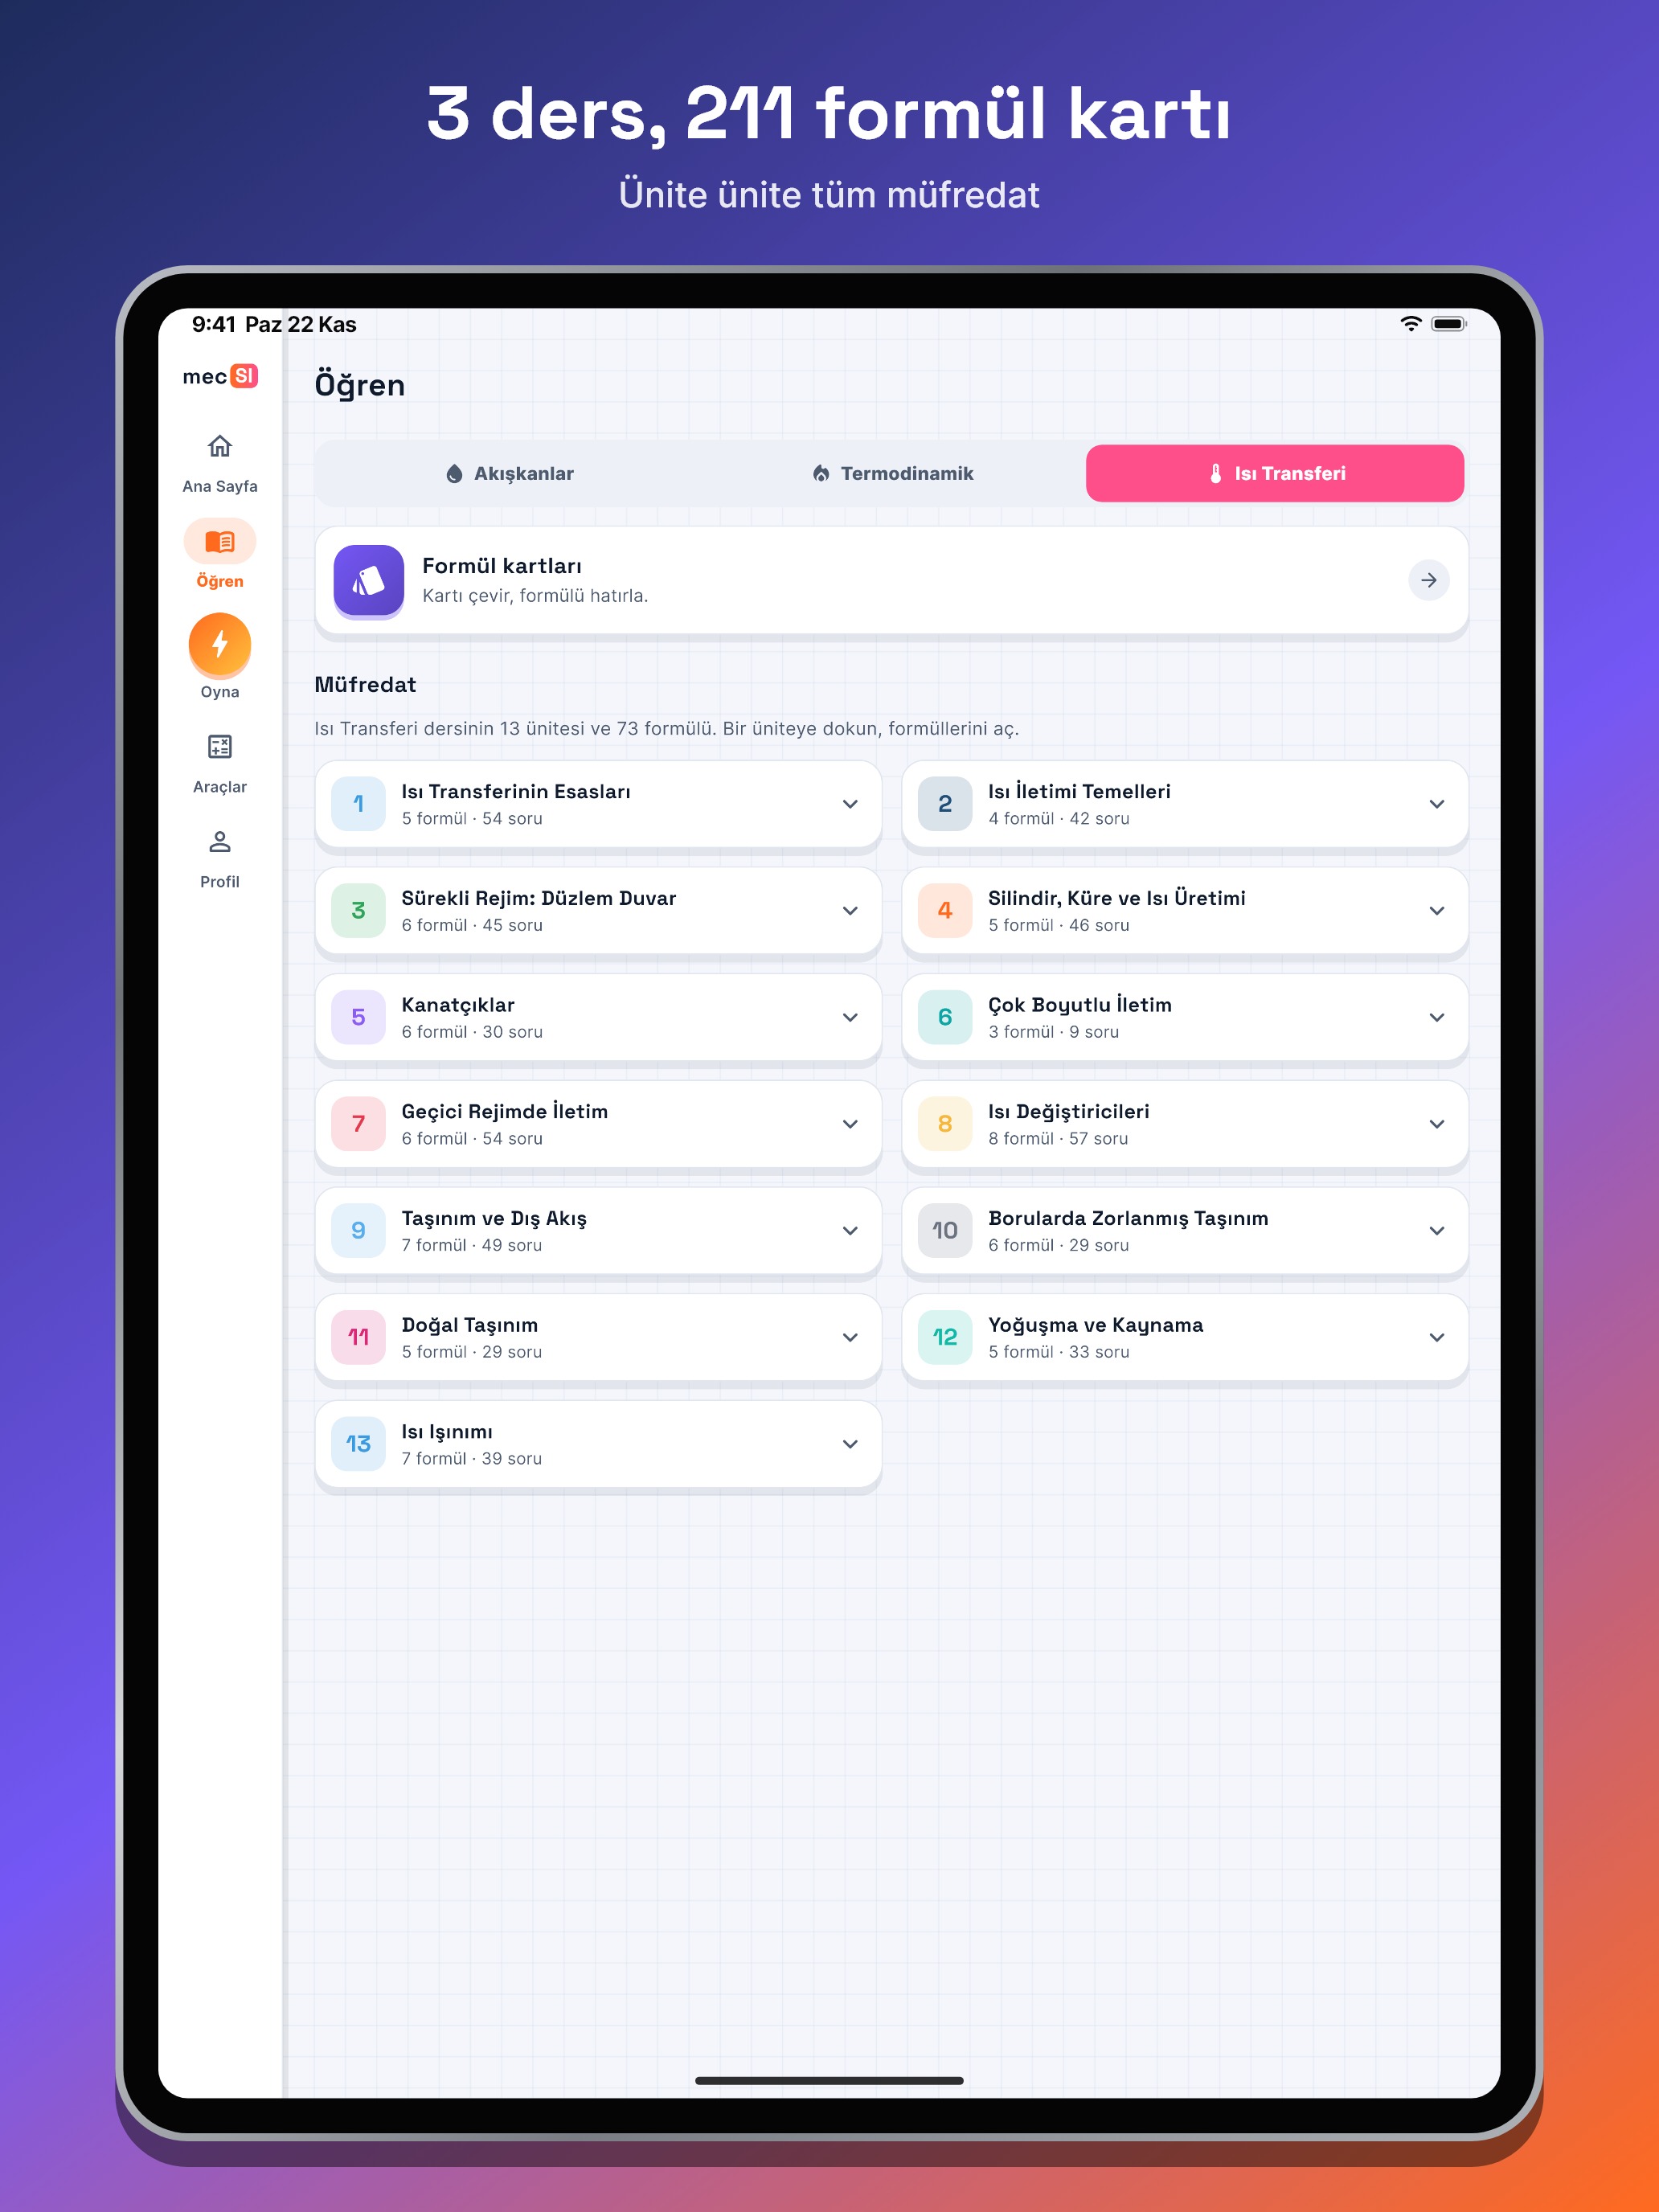 3 ders, 211 formül kartı
Ünite ünite tüm müfredat
9:41 Paz 22 Kas
mec SI
Ana Sayfa
Öğren
Oyna
Araçlar
Profil
Öğren
Akışkanlar
Termodinamik
Isı Transferi
Formül kartları
Kartı çevir, formülü hatırla.
Müfredat
Isı Transferi dersinin 13 ünitesi ve 73 formülü. Bir üniteye dokun, formüllerini aç.
1
Isı Transferinin Esasları
5 formül · 54 soru
2
Isı İletimi Temelleri
4 formül · 42 soru
3
Sürekli Rejim: Düzlem Duvar
6 formül · 45 soru
4
Silindir, Küre ve Isı Üretimi
5 formül · 46 soru
5
Kanatçıklar
6 formül · 30 soru
6
Çok Boyutlu İletim
3 formül · 9 soru
7
Geçici Rejimde İletim
6 formül · 54 soru
8
Isı Değiştiricileri
8 formül · 57 soru
9
Taşınım ve Dış Akış
7 formül · 49 soru
10
Borularda Zorlanmış Taşınım
6 formül · 29 soru
11
Doğal Taşınım
5 formül · 29 soru
12
Yoğuşma ve Kaynama
5 formül · 33 soru
13
Isı Işınımı
7 formül · 39 soru